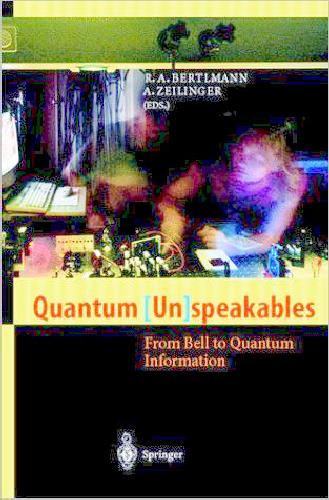 R.A. BERTLMANN
A. ZEILINGER
(EDS.)
Quantum [Un]speakables
From Bell to Quantum
Information
Springer